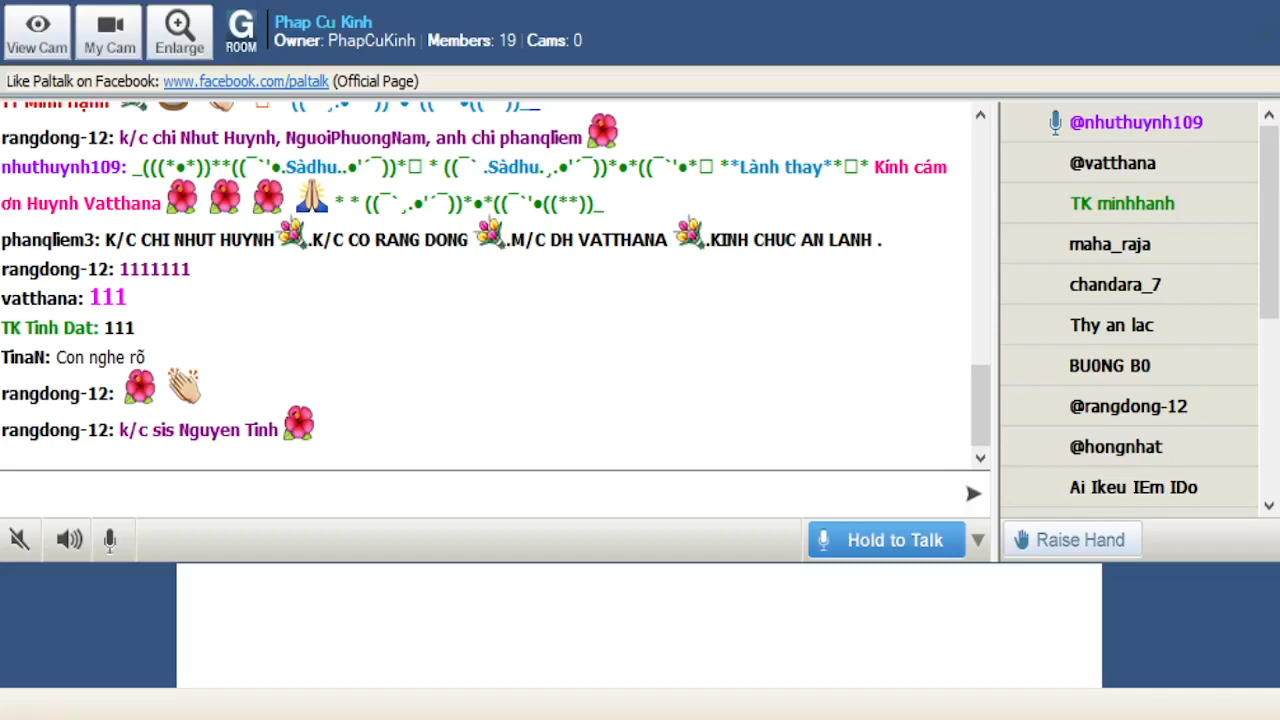 View Cam
My Cam
Enlarge
G
ROOM
Phap Cu Kinh
Owner: PhapCuKinh | Members: 19 | Cams: 0
Like Paltalk on Facebook: www.facebook.com/paltalk (Official Page)
rangdong-12: k/c chi Nhut Huynh, NguoiPhuongNam, anh chi phanqliem
nhuthuynh109: _(((*•*))**((¯`'•.Sàdhu..•'´¯))*□ * ((¯` .Sàdhu.¸.•'´¯))*•*((¯`'•*□ **Lành thay**□* Kính cám
ơn Huynh Vatthana * * ((¯`¸.•'´¯))*•*((¯`'•((**))_
phanqliem3: K/C CHI NHUT HUYNH .K/C CO RANG DONG .M/C DH VATTHANA .KINH CHUC AN LANH .
rangdong-12: 1111111
vatthana: 111
TK Tinh Dat: 111
TinaN: Con nghe rõ
rangdong-12:
rangdong-12: k/c sis Nguyen Tinh
@nhuthuynh109
@vatthana
TK minhhanh
maha_raja
chandara_7
Thy an lac
BU0NG B0
@rangdong-12
@hongnhat
Ai Ikeu IEm IDo
Hold to Talk
Raise Hand